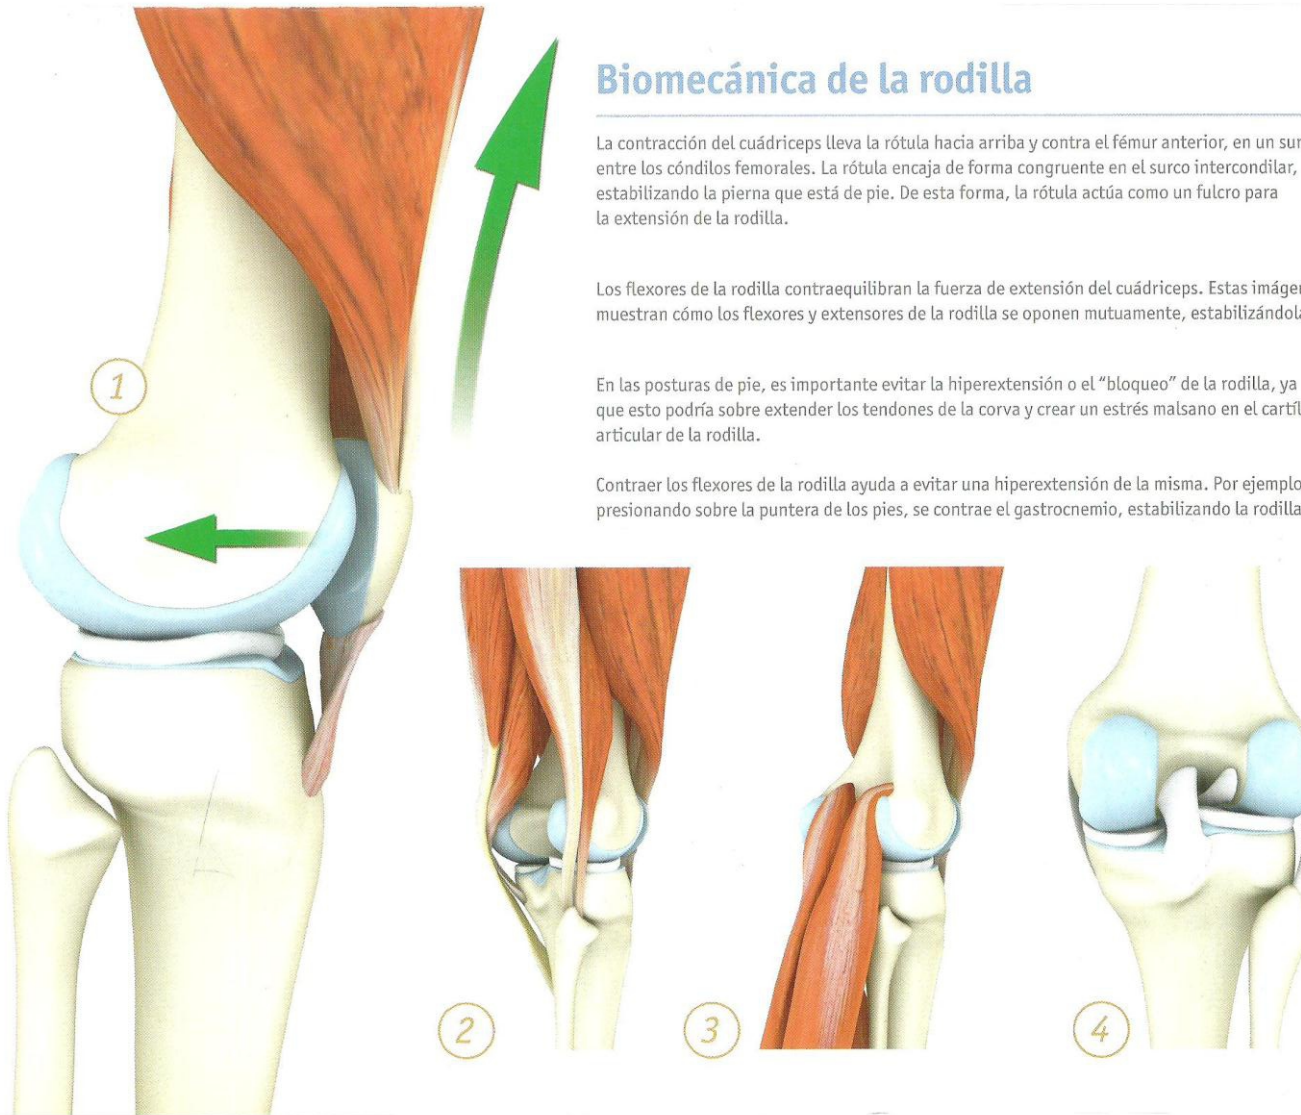 Biomecánica de la rodilla
La contracción del cuádriceps lleva la rótula hacia arriba y contra el fémur anterior, en un sur
entre los cóndilos femorales. La rótula encaja de forma congruente en el surco intercondilar,
estabilizando la pierna que está de pie. De esta forma, la rótula actúa como un fulcro para
la extensión de la rodilla.
Los flexores de la rodilla contraequilibran la fuerza de extensión del cuádriceps. Estas imágen
muestran cómo los flexores y extensores de la rodilla se oponen mutuamente, estabilizándola
En las posturas de pie, es importante evitar la hiperextensión o el “bloqueo” de la rodilla, ya
que esto podría sobre extender los tendones de la corva y crear un estrés malsano en el cartíl
articular de la rodilla.
Contraer los flexores de la rodilla ayuda a evitar una hiperextensión de la misma. Por ejemplo
presionando sobre la puntera de los pies, se contrae el gastrocnemio, estabilizando la rodilla
1
2
3
4